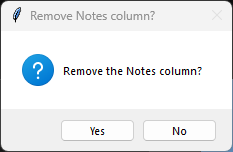 Remove Notes column?
Remove the Notes column?
Yes
No